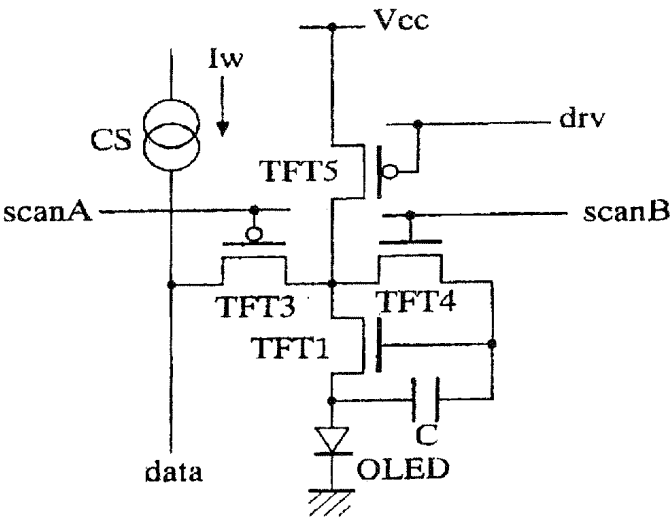 Vcc
Iw
CS
drv
TFT5
scanA
scanB
TFT3
TFT4
TFT1
C
OLED
data